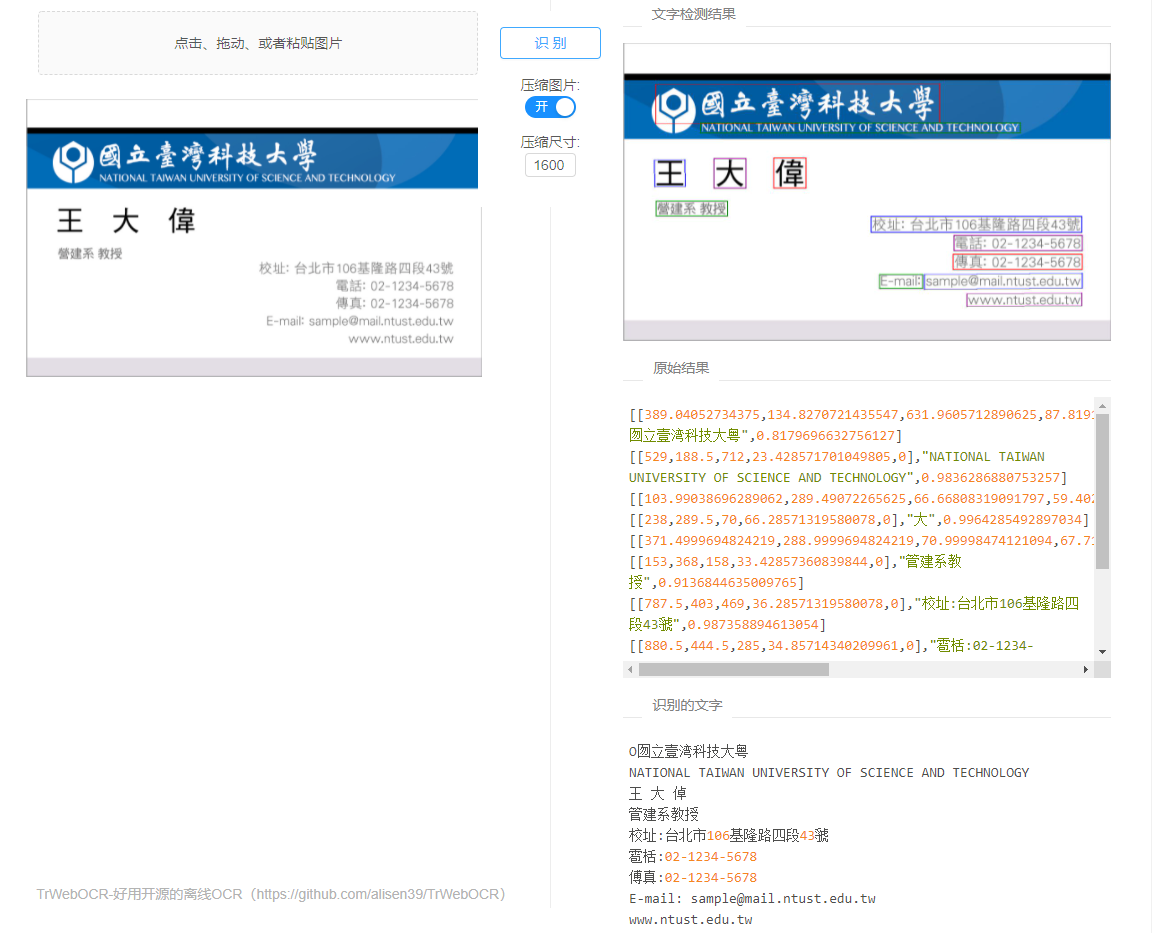 点击、拖动、或者粘贴图片
國立臺灣科技大學
NATIONAL TAIWAN UNIVERSITY OF SCIENCE AND TECHNOLOGY
王 大 偉
營建系 教授
校址: 台北市106基隆路四段43號
電話: 02-1234-5678
傳真: 02-1234-5678
E-mail: sample@mail.ntust.edu.tw
www.ntust.edu.tw
TrWebOCR-好用开源的离线OCR（https://github.com/alisen39/TrWebOCR）
识 别
压缩图片:
开
压缩尺寸:
1600
文字检测结果
國立臺灣科技大學
NATIONAL TAIWAN UNIVERSITY OF SCIENCE AND TECHNOLOGY
王 大 偉
營建系 教授
校址: 台北市106基隆路四段43號
電話: 02-1234-5678
傳真: 02-1234-5678
E-mail: sample@mail.ntust.edu.tw
www.ntust.edu.tw
原始结果
[[389.04052734375,134.8270721435547,631.9605712890625,87.819
囫立壹湾科技大粤",0.8179696632756127]
[[529,188.5,712,23.428571701049805,0],"NATIONAL TAIWAN
UNIVERSITY OF SCIENCE AND TECHNOLOGY",0.9836286880753257]
[[103.99038696289062,289.49072265625,66.66808319091797,59.402
[[238,289.5,70,66.28571319580078,0],"大",0.9964285492897034]
[[371.4999694824219,288.9999694824219,70.99998474121094,67.71
[[153,368,158,33.42857360839844,0],"管建系教
授",0.9136844635009765]
[[787.5,403,469,36.28571319580078,0],"校址:台北市106基隆路四
段43號",0.987358894613054]
[[880.5,444.5,285,34.85714340209961,0],"雹栝:02-1234-
识别的文字
O囫立壹湾科技大粤
NATIONAL TAIWAN UNIVERSITY OF SCIENCE AND TECHNOLOGY
王 大 倬
管建系教授
校址:台北市106基隆路四段43號
雹栝:02-1234-5678
傅真:02-1234-5678
E-mail: sample@mail.ntust.edu.tw
www.ntust.edu.tw